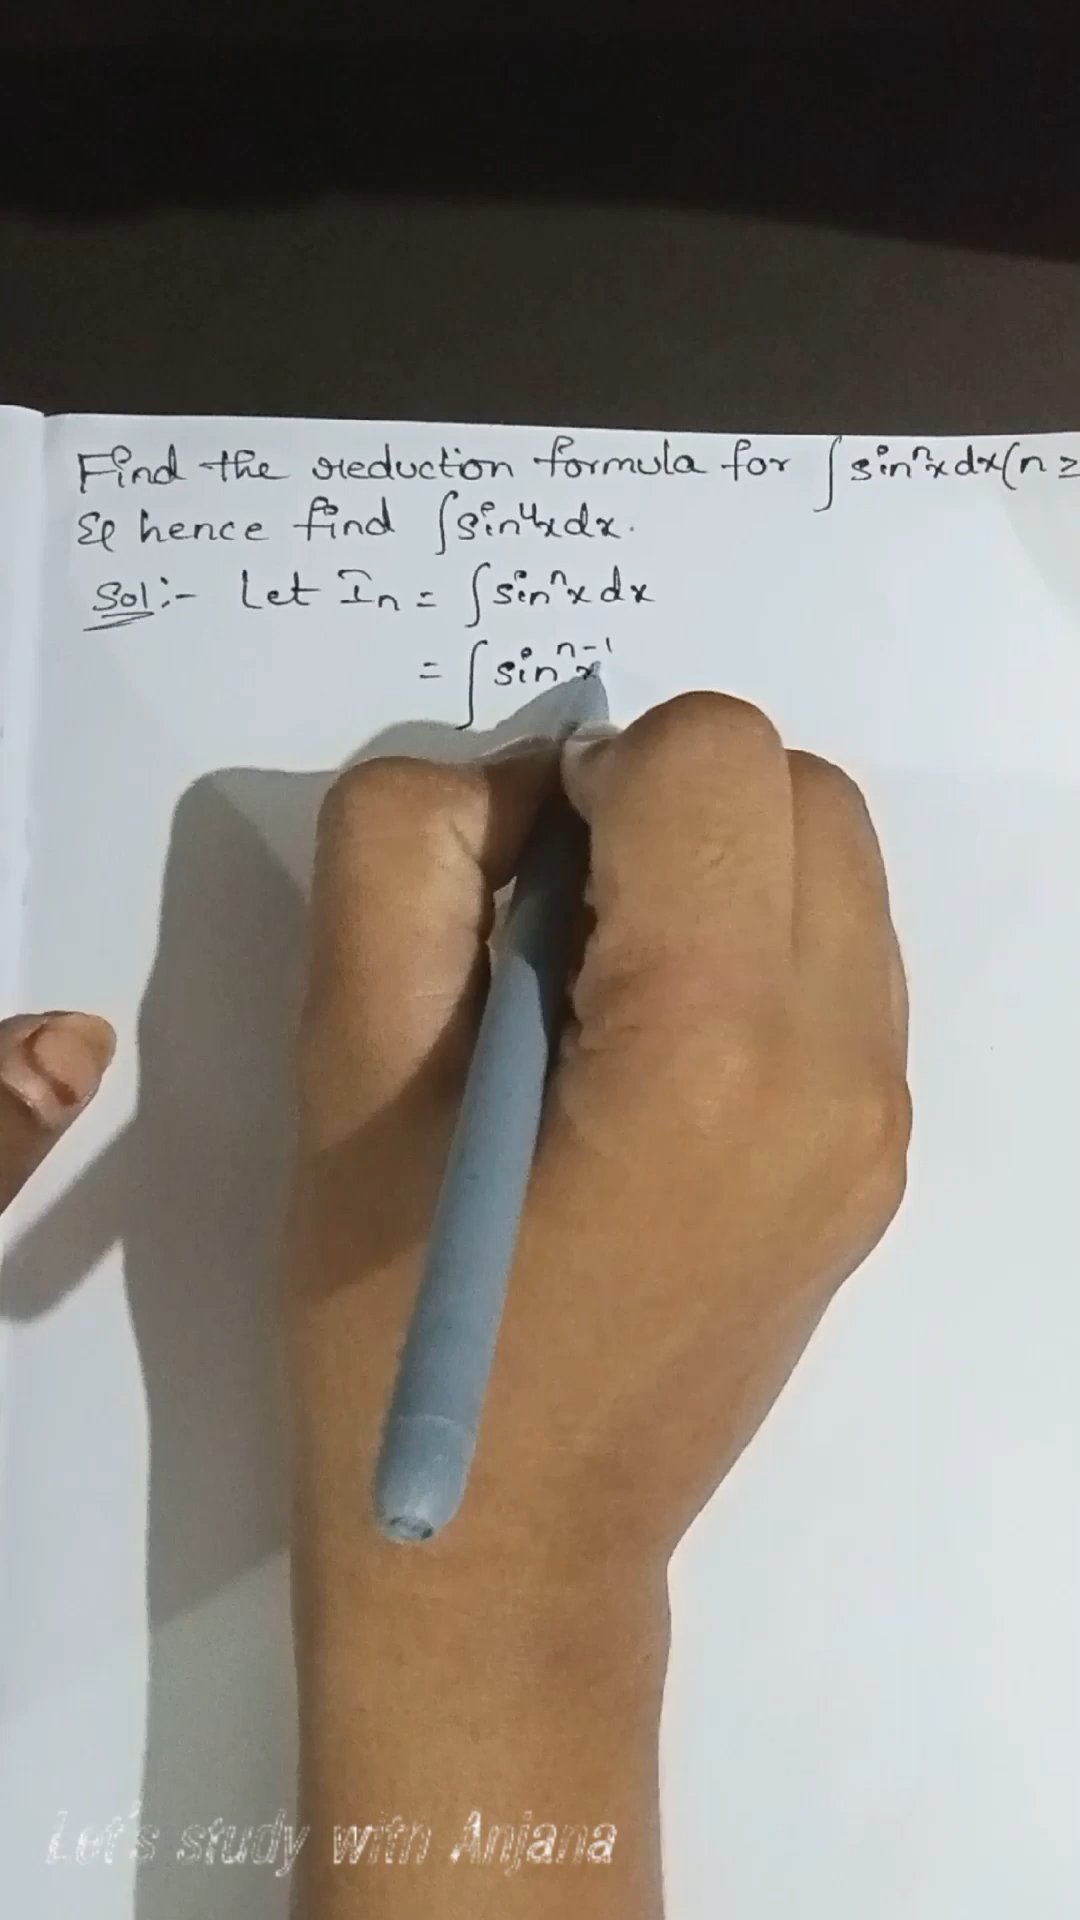 Find the reduction formula for ∫sinⁿx dx (n ≥
& hence find ∫sin⁴x dx.
Sol:- Let Iₙ = ∫sinⁿx dx
= ∫sinⁿ⁻¹x
Let's study with Anjana